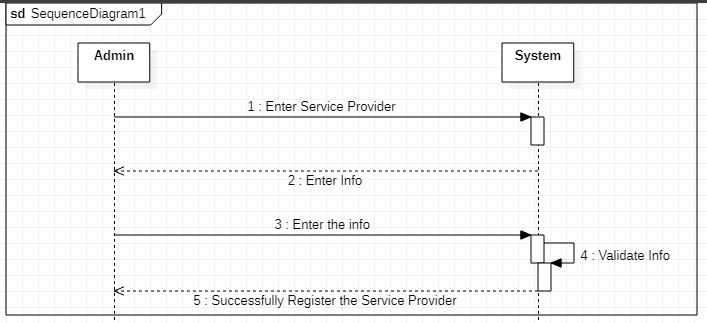 sd SequenceDiagram1
Admin
System
1 : Enter Service Provider
2 : Enter Info
3 : Enter the info
4 : Validate Info
5 : Successfully Register the Service Provider